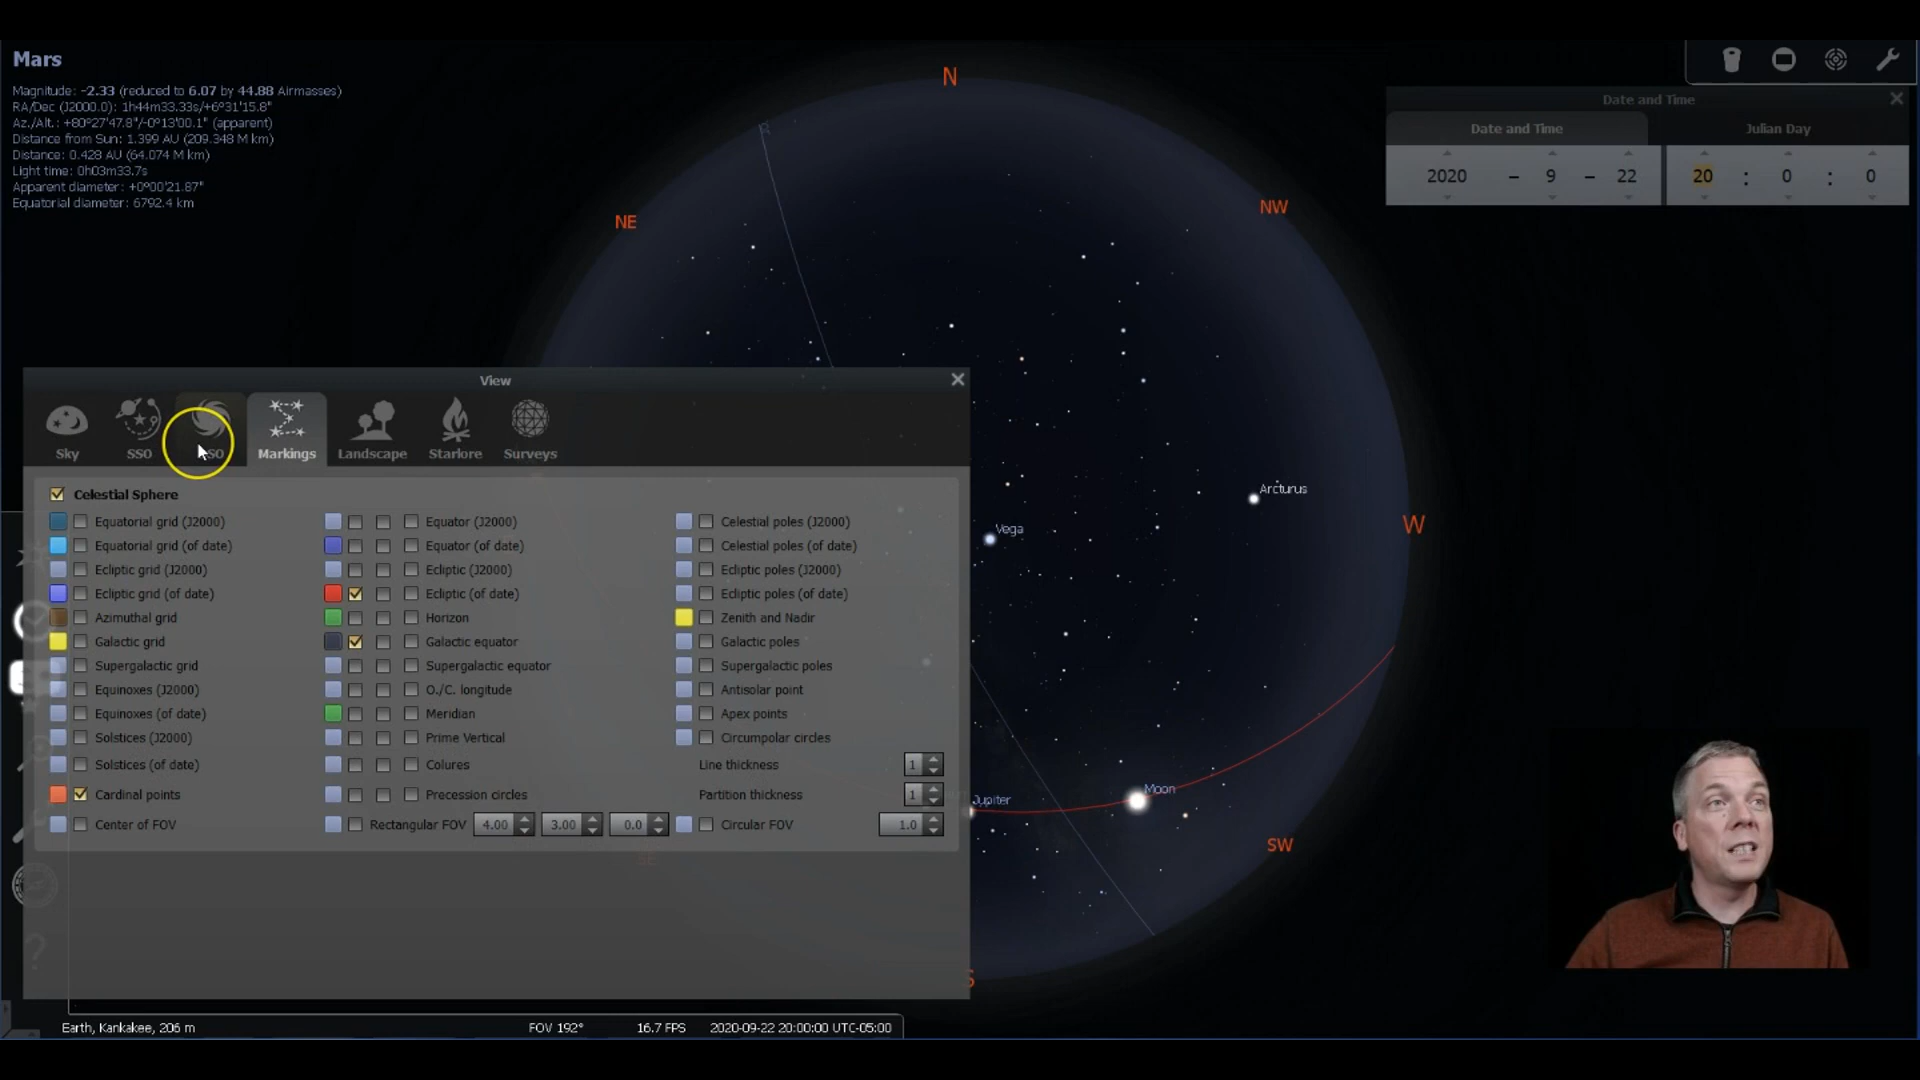 Mars
Magnitude: -2.33 (reduced to 6.07 by 44.88 Airmasses)
RA/Dec (J2000.0): 1h44m33.33s/+6°31'15.8"
Az./Alt.: +80°27'47.8"/-0°13'00.1" (apparent)
Distance from Sun: 1.399 AU (209.348 M km)
Distance: 0.428 AU (64.074 M km)
Light time: 0h03m33.7s
Apparent diameter: +0°00'21.87"
Equatorial diameter: 6792.4 km
N
NE
NW
W
SW
S
Date and Time
Date and Time Julian Day
2020 - 9 - 22 20 : 0 : 0
Arcturus
Vega
Jupiter
Moon
View
Sky SSO DSO Markings Landscape Starlore Surveys
Celestial Sphere
Equatorial grid (J2000) Equator (J2000) Celestial poles (J2000)
Equatorial grid (of date) Equator (of date) Celestial poles (of date)
Ecliptic grid (J2000) Ecliptic (J2000) Ecliptic poles (J2000)
Ecliptic grid (of date) Ecliptic (of date) Ecliptic poles (of date)
Azimuthal grid Horizon Zenith and Nadir
Galactic grid Galactic equator Galactic poles
Supergalactic grid Supergalactic equator Supergalactic poles
Equinoxes (J2000) O./C. longitude Antisolar point
Equinoxes (of date) Meridian Apex points
Solstices (J2000) Prime Vertical Circumpolar circles
Solstices (of date) Colures Line thickness 1
Cardinal points Precession circles Partition thickness 1
Center of FOV Rectangular FOV 4.00 3.00 0.0 Circular FOV 1.0
Earth, Kankakee, 206 m FOV 192° 16.7 FPS 2020-09-22 20:00:00 UTC-05:00